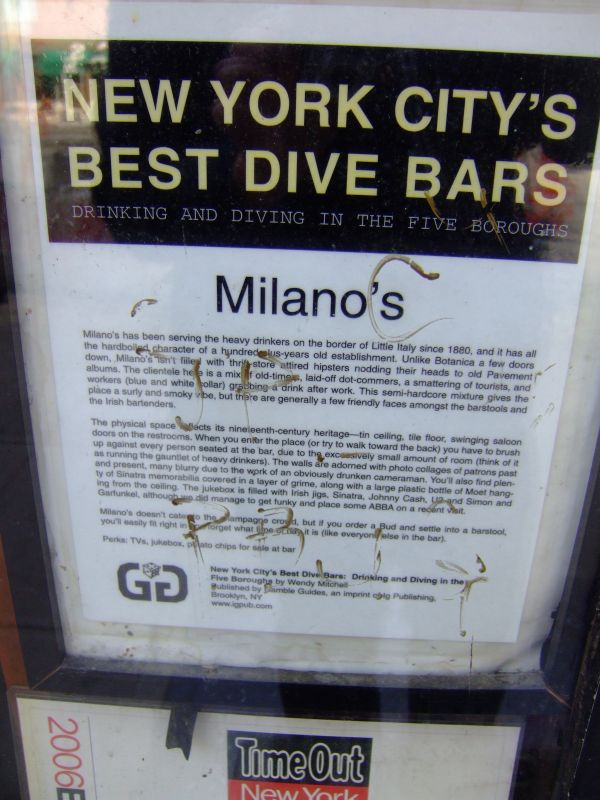 NEW YORK CITY'S
BEST DIVE BARS
DRINKING AND DIVING IN THE FIVE BOROUGHS
Milano's
Milano's has been serving the heavy drinkers on the border of Little Italy since 1880, and it has all
the hardboiled character of a hundred-plus-years old establishment. Unlike Botanica a few doors
down, Milano's isn't filled with thrift-store attired hipsters nodding their heads to old Pavement
albums. The clientele here is a mix of old-timers, laid-off dot-commers, a smattering of tourists, and
workers (blue and white collar) grabbing a drink after work. This semi-hardcore mixture gives the
place a surly and smoky vibe, but there are generally a few friendly faces amongst the barstools and
the Irish bartenders.
The physical space reflects its nineteenth-century heritage—tin ceiling, tile floor, swinging saloon
doors on the restrooms. When you enter the place (or try to walk toward the back) you have to brush
up against every person seated at the bar, due to the excessively small amount of room (think of it
as running the gauntlet of heavy drinkers). The walls are adorned with photo collages of patrons past
and present, many blurry due to the work of an obviously drunken cameraman. You'll also find plen-
ty of Sinatra memorabilia covered in a layer of grime, along with a large plastic bottle of Moet hang-
ing from the ceiling. The jukebox is filled with Irish jigs, Sinatra, Johnny Cash, U2 and Simon and
Garfunkel, although we did manage to get funky and place some ABBA on a recent visit.
Milano's doesn't cater to the champagne crowd, but if you order a Bud and settle into a barstool,
you'll easily fit right in forget what time of day it is (like everyone else in the bar).
Perks: TVs, jukebox, potato chips for sale at bar
GG
New York City's Best Dive Bars: Drinking and Diving in the
Five Boroughs by Wendy Mitchell
Published by Gamble Guides, an imprint of Ig Publishing,
Brooklyn, NY
www.igpub.com
2006
Time Out
New York